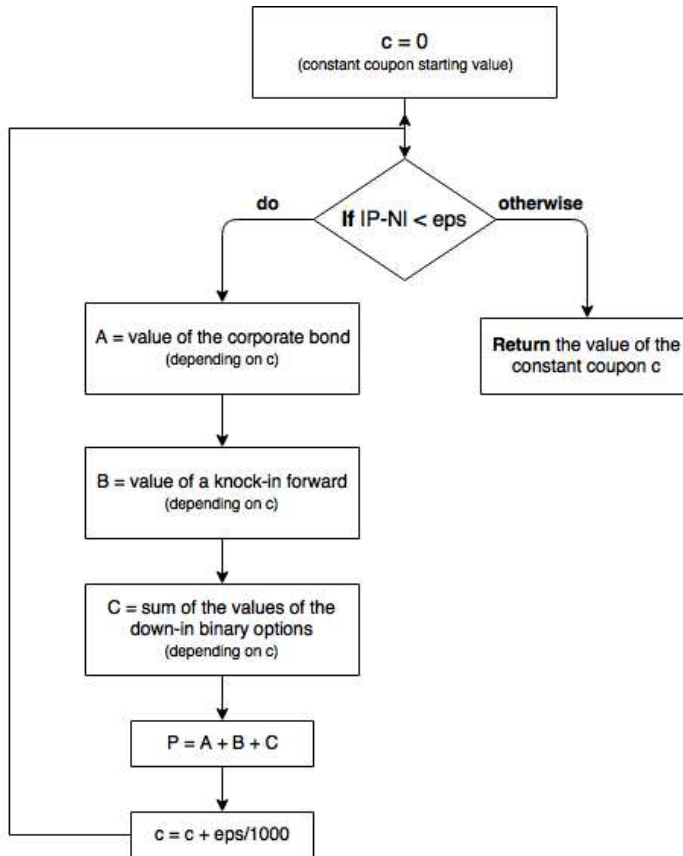 c = 0
(constant coupon starting value)
If |P-N| < eps
do
otherwise
A = value of the corporate bond
(depending on c)
Return the value of the
constant coupon c
B = value of a knock-in forward
(depending on c)
C = sum of the values of the
down-in binary options
(depending on c)
P = A + B + C
c = c + eps/1000